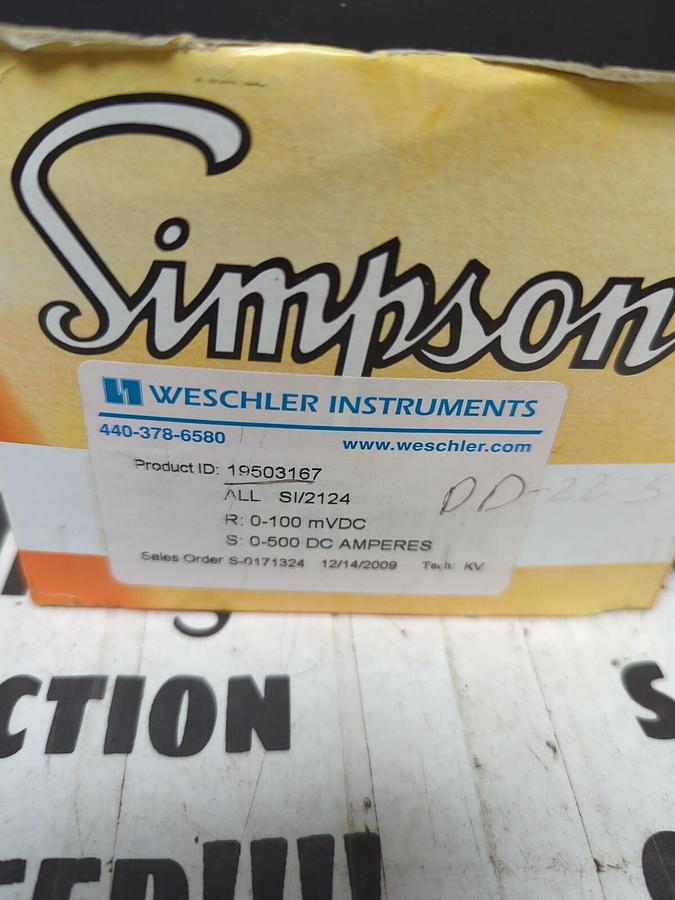 Simpson
WESCHLER INSTRUMENTS
440-378-6580 www.weschler.com
Product ID: 19503167
ALL SI/2124
R: 0-100 mVDC
S: 0-500 DC AMPERES
Sales Order S-0171324 12/14/2009 Tech: KV
CTION